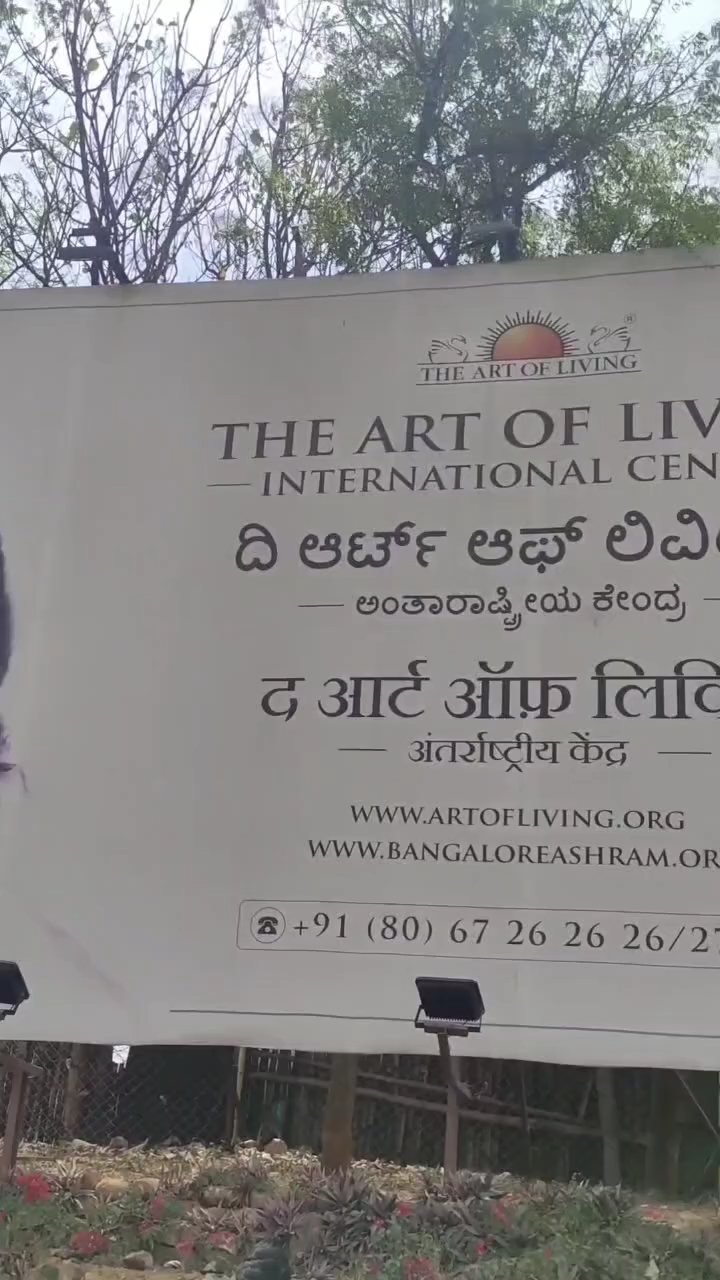 ®
THE ART OF LIVING
THE ART OF LIV
INTERNATIONAL CEN
ದಿ ಆರ್ಟ್ ಆಫ್ ಲಿವಿ
ಅಂತಾರಾಷ್ಟ್ರೀಯ ಕೇಂದ್ರ
द आर्ट ऑफ़ लिवि
अंतर्राष्ट्रीय केंद्र
WWW.ARTOFLIVING.ORG
WWW.BANGALOREASHRAM.OR
+91 (80) 67 26 26 26/27